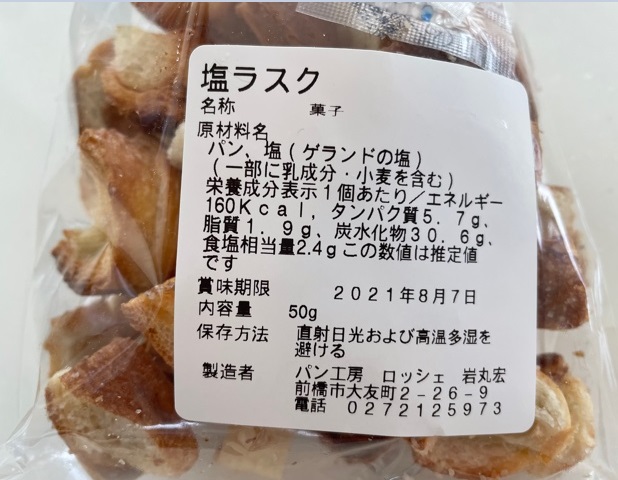 塩ラスク
名称 菓子
原材料名
パン、塩(ゲランドの塩)
(一部に乳成分・小麦を含む)
栄養成分表示1個あたり/エネルギー
160Kcal,タンパク質5.7g、
脂質1.9g、炭水化物30.6g、
食塩相当量2.4gこの数値は推定値
です
賞味期限 2021年8月7日
内容量 50g
保存方法 直射日光および高温多湿を
避ける
製造者 パン工房 ロッシェ 岩丸宏
前橋市大友町2-26-9
電話 0272125973